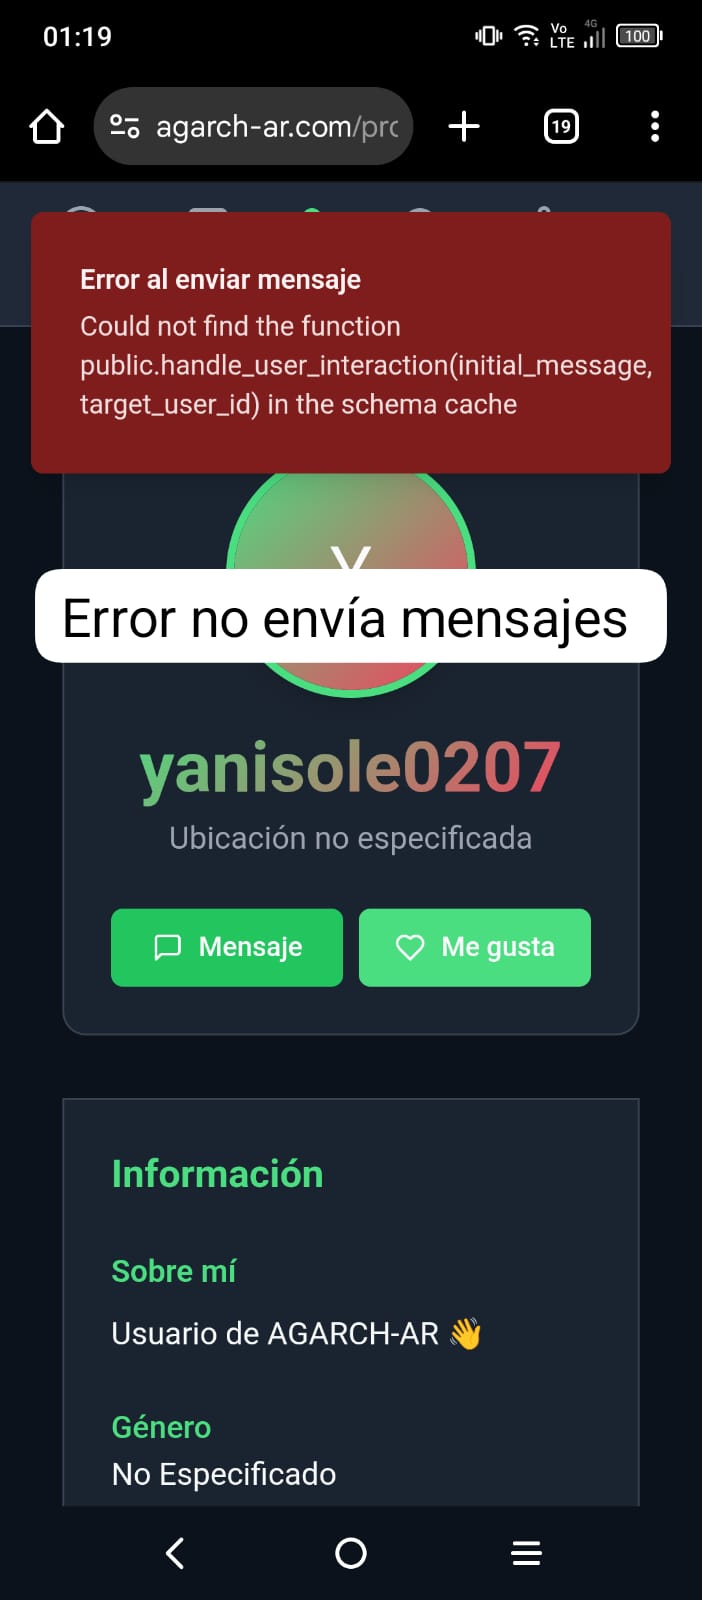 01:19
Vo
LTE
4G
100
agarch-ar.com/prc
19
Error al enviar mensaje
Could not find the function
public.handle_user_interaction(initial_message,
target_user_id) in the schema cache
Y
Error no envía mensajes
yanisole0207
Ubicación no especificada
Mensaje
Me gusta
Información
Sobre mí
Usuario de AGARCH-AR 👋
Género
No Especificado